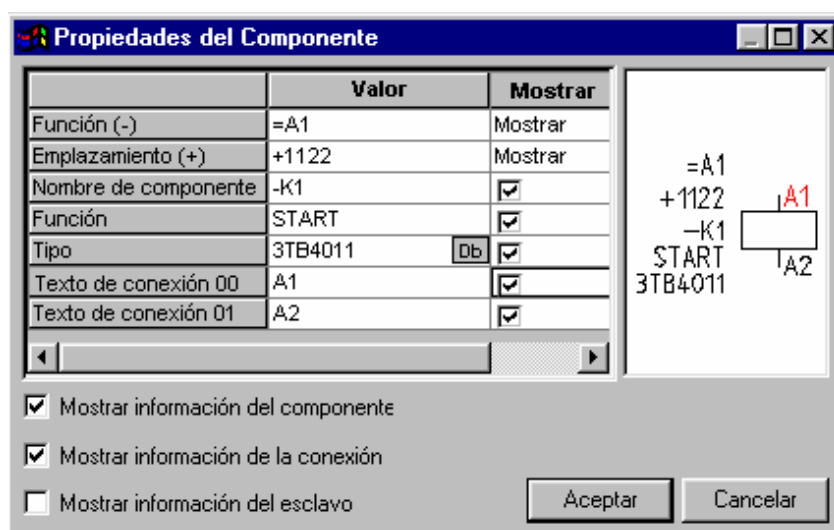 Propiedades del Componente
Valor Mostrar
Función (-) =A1 Mostrar
Emplazamiento (+) +1122 Mostrar
Nombre de componente -K1
Función START
Tipo 3TB4011 Db
Texto de conexión 00 A1
Texto de conexión 01 A2
=A1
+1122 A1
–K1
START A2
3TB4011
Mostrar información del componente
Mostrar información de la conexión
Mostrar información del esclavo
Aceptar Cancelar